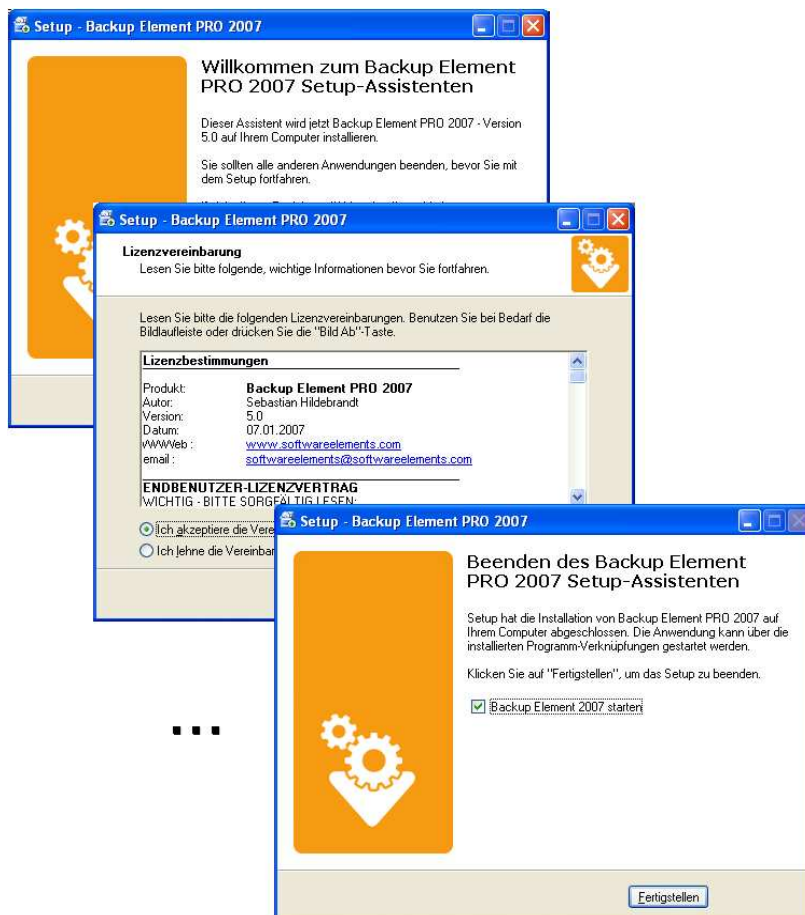 Setup - Backup Element PRO 2007
Willkommen zum Backup Element
PRO 2007 Setup-Assistenten
Dieser Assistent wird jetzt Backup Element PRO 2007 - Version
5.0 auf Ihrem Computer installieren.
Sie sollten alle anderen Anwendungen beenden, bevor Sie mit
dem Setup fortfahren.
Setup - Backup Element PRO 2007
Lizenzvereinbarung
Lesen Sie bitte folgende, wichtige Informationen bevor Sie fortfahren.
Lesen Sie bitte die folgenden Lizenzvereinbarungen. Benutzen Sie bei Bedarf die
Bildlaufleiste oder drücken Sie die "Bild Ab"-Taste.
Lizenzbestimmungen
Produkt: Backup Element PRO 2007
Autor: Sebastian Hildebrandt
Version: 5.0
Datum: 07.01.2007
WWWeb : www.softwareelements.com
email : softwareelements@softwareelements.com
ENDBENUTZER-LIZENZVERTRAG
WICHTIG - BITTE SORGFÄLTIG LESEN:
Ich akzeptiere die
Ich lehne die
Setup - Backup Element PRO 2007
Beenden des Backup Element
PRO 2007 Setup-Assistenten
Setup hat die Installation von Backup Element PRO 2007 auf
Ihrem Computer abgeschlossen. Die Anwendung kann über die
installierten Programm-Verknüpfungen gestartet werden.
Klicken Sie auf "Fertigstellen", um das Setup zu beenden.
Backup Element 2007 starten
...
Fertigstellen